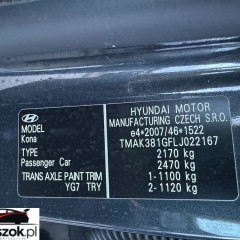 HYUNDAI MOTOR
MANUFACTURING CZECH S.R.O.
e4*2007/46*1522
TMAK381GFLJ022167
2170 kg
2470 kg
1-1100 kg
2-1120 kg
MODEL
Kona
TYPE
Passenger Car
TRANS AXLE PAINT TRIM
YG7 TRY
szok.pl